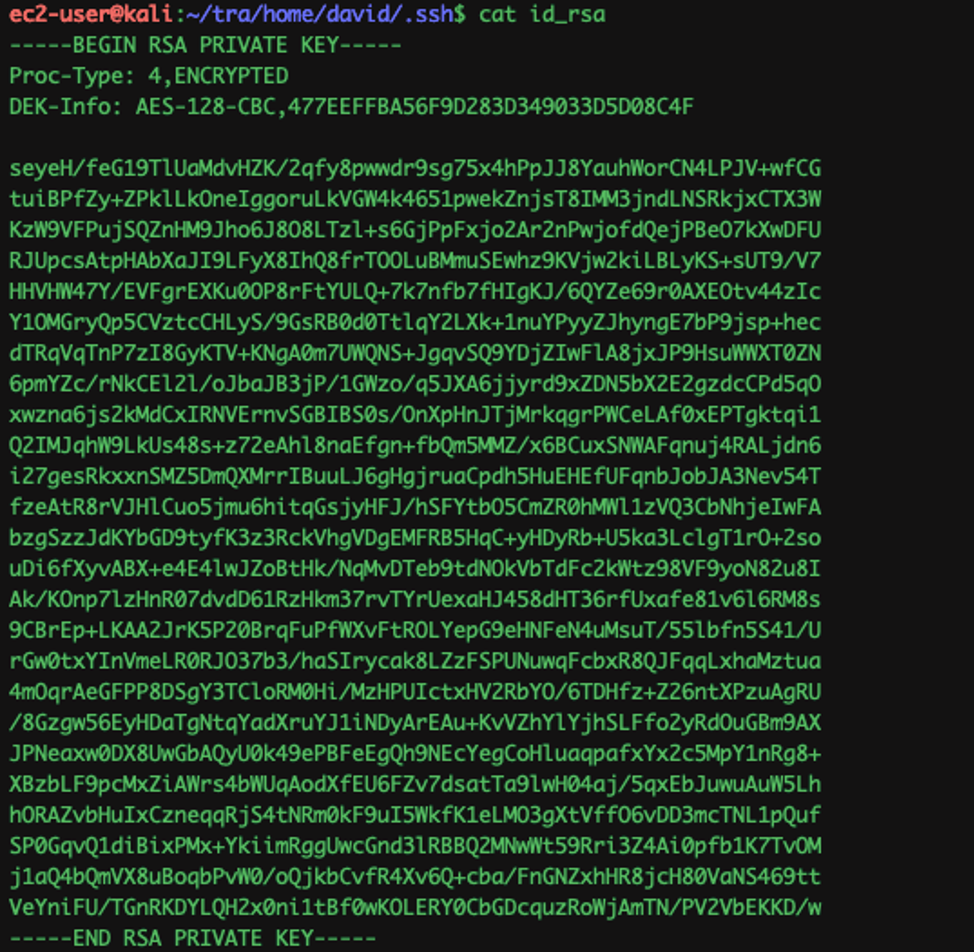 ec2-user@kali:~/tra/home/david/.ssh$ cat id_rsa
-----BEGIN RSA PRIVATE KEY-----
Proc-Type: 4,ENCRYPTED
DEK-Info: AES-128-CBC,477EEFFBA56F9D283D349033D5D08C4F

seyeH/feG19TlUaMdvHZK/2qfy8pwwdr9sg75x4hPpJJ8YauhWorCN4LPJV+wfCG
tuiBPfZy+ZPklLkOneIggoruLkVGW4k4651pwekZnjsT8IMM3jndLNSRkjxCTX3W
KzW9VFPujSQZnHM9Jho6J8O8LTzl+s6GjPpFxjo2Ar2nPwjofdQejPBeO7kXwDFU
RJUpcsAtpHAbXaJI9LFyX8IhQ8frTOOLuBMmuSEwhz9KVjw2kiLBLyKS+sUT9/V7
HHVHW47Y/EVFgrEXKu0OP8rFtYULQ+7k7nfb7fHIgKJ/6QYZe69r0AXEOtv44zIc
Y1OMGryQp5CVztcCHLyS/9GsRB0d0TtlqY2LXk+1nuYPyyZJhyngE7bP9jsp+hec
dTRqVqTnP7zI8GyKTV+KNgA0m7UWQNS+JgqvSQ9YDjZIwFlA8jxJP9HsuWWXT0ZN
6pmYZc/rNkCEl2l/oJbaJB3jP/1GWzo/q5JXA6jjyrd9xZDN5bX2E2gzdcCPd5qO
xwzna6js2kMdCxIRNVErnvSGBIBS0s/OnXpHnJTjMrkqgrPWCeLAf0xEPTgktqi1
Q2IMJqhW9LkUs48s+z72eAhl8naEfgn+fbQm5MMZ/x6BCuxSNWAFqnuj4RALjdn6
i27gesRkxxnSMZ5DmQXMrrIBuuLJ6gHgjruaCpdh5HuEHEfUFqnbJobJA3Nev54T
fzeAtR8rVJHlCuo5jmu6hitqGsjyHFJ/hSFYtbO5CmZR0hMWl1zVQ3CbNhjeIwFA
bzgSzzJdKYbGD9tyfK3z3RckVhgVDgEMFRB5HqC+yHDyRb+U5ka3LclgT1rO+2so
uDi6fXyvABX+e4E4lwJZoBtHk/NqMvDTeb9tdNOkVbTdFc2kWtz98VF9yoN82u8I
Ak/KOnp7lzHnR07dvdD61RzHkm37rvTYrUexaHJ458dHT36rfUxafe81v6l6RM8s
9CBrEp+LKAA2JrK5P20BrqFuPfWXvFtROLYepG9eHNFeN4uMsuT/55lbfn5S41/U
rGw0txYInVmeLR0RJO37b3/haSIrycak8LZzFSPUNuwqFcbxR8QJFqqLxhaMztua
4mOqrAeGFPP8DSgY3TCloRM0Hi/MzHPUIctxHV2RbYO/6TDHfz+Z26ntXPzuAgRU
/8Gzgw56EyHDaTgNtqYadXruYJ1iNDyArEAu+KvVZhYlYjhSLFfo2yRdOuGBm9AX
JPNeaxw0DX8UwGbAQyU0k49ePBFeEgQh9NEcYegCoHluaqpafxYx2c5MpY1nRg8+
XBzbLF9pcMxZiAWrs4bWUqAodXfEU6FZv7dsatTa9lwH04aj/5qxEbJuwuAuW5Lh
hORAZvbHuIxCzneqqRjS4tNRm0kF9uI5WkfK1eLMO3gXtVffO6vDD3mcTNL1pQuf
SP0GqvQ1diBixPMx+YkiimRggUwcGnd3lRBBQ2MNwWt59Rri3Z4Ai0pfb1K7TvOM
j1aQ4bQmVX8uBoqbPvW0/oQjkbCvfR4Xv6Q+cba/FnGNZxhHR8jcH80VaNS469tt
VeYniFU/TGnRKDYLQH2x0ni1tBf0wKOLERY0CbGDcquzRoWjAmTN/PV2VbEKKD/w
-----END RSA PRIVATE KEY-----